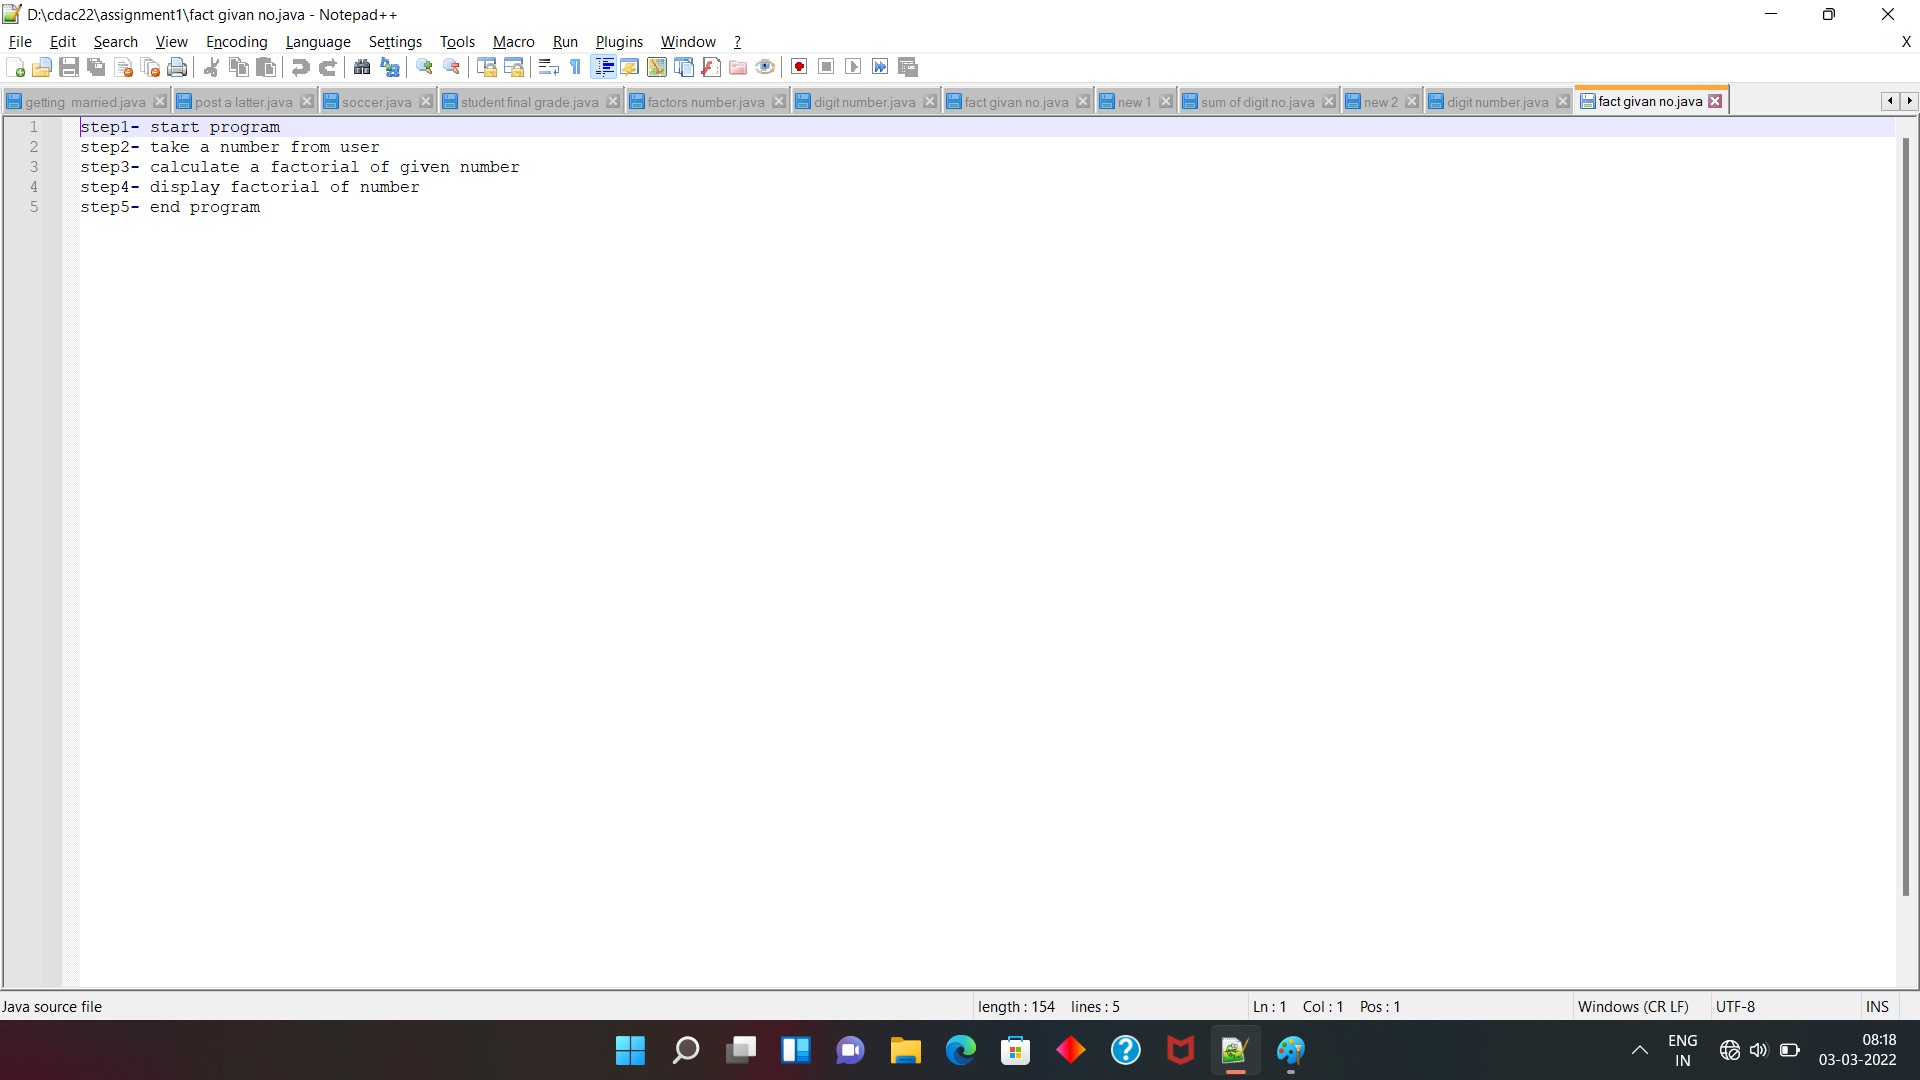 D:\cdac22\assignment1\fact givan no.java - Notepad++
File Edit Search View Encoding Language Settings Tools Macro Run Plugins Window ? X
getting married.java post a latter.java soccer.java student final grade.java factors number.java digit number.java fact givan no.java new 1 sum of digit no.java new 2 digit number.java fact givan no.java
1 step1- start program
2 step2- take a number from user
3 step3- calculate a factorial of given number
4 step4- display factorial of number
5 step5- end program
Java source file length : 154 lines : 5 Ln : 1 Col : 1 Pos : 1 Windows (CR LF) UTF-8 INS
ENG 08:18
IN 03-03-2022